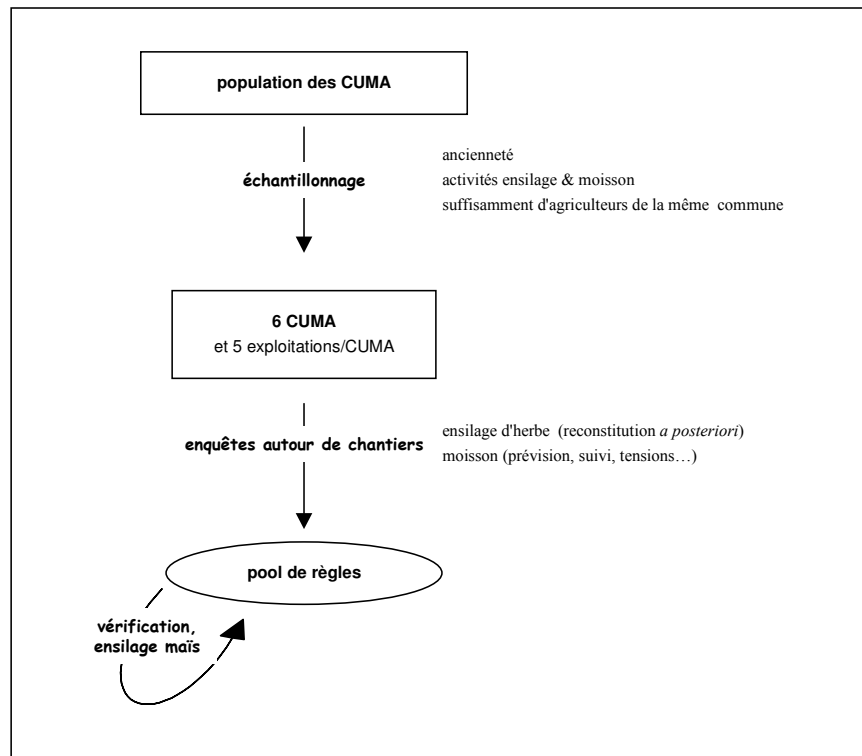 population des CUMA
ancienneté
échantillonnage
activités ensilage & moisson
suffisamment d'agriculteurs de la même commune
6 CUMA
et 5 exploitations/CUMA
enquêtes autour de chantiers
ensilage d'herbe (reconstitution a posteriori)
moisson (prévision, suivi, tensions…)
pool de règles
vérification,
ensilage maïs